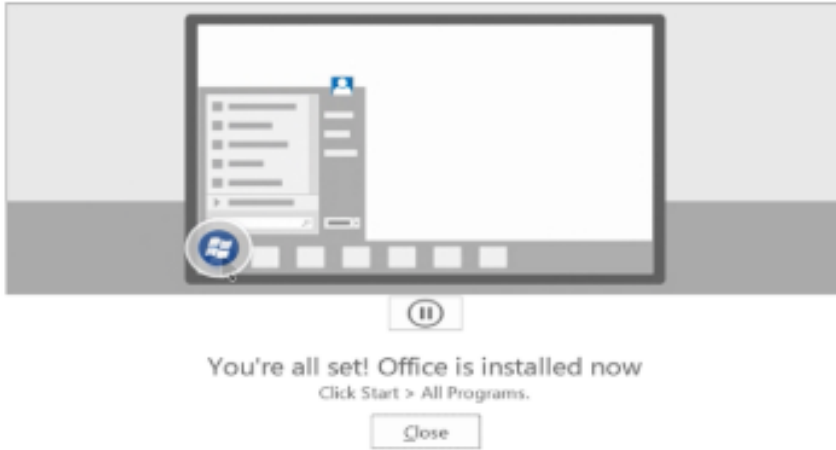 You're all set! Office is installed now
Click Start > All Programs.
Close